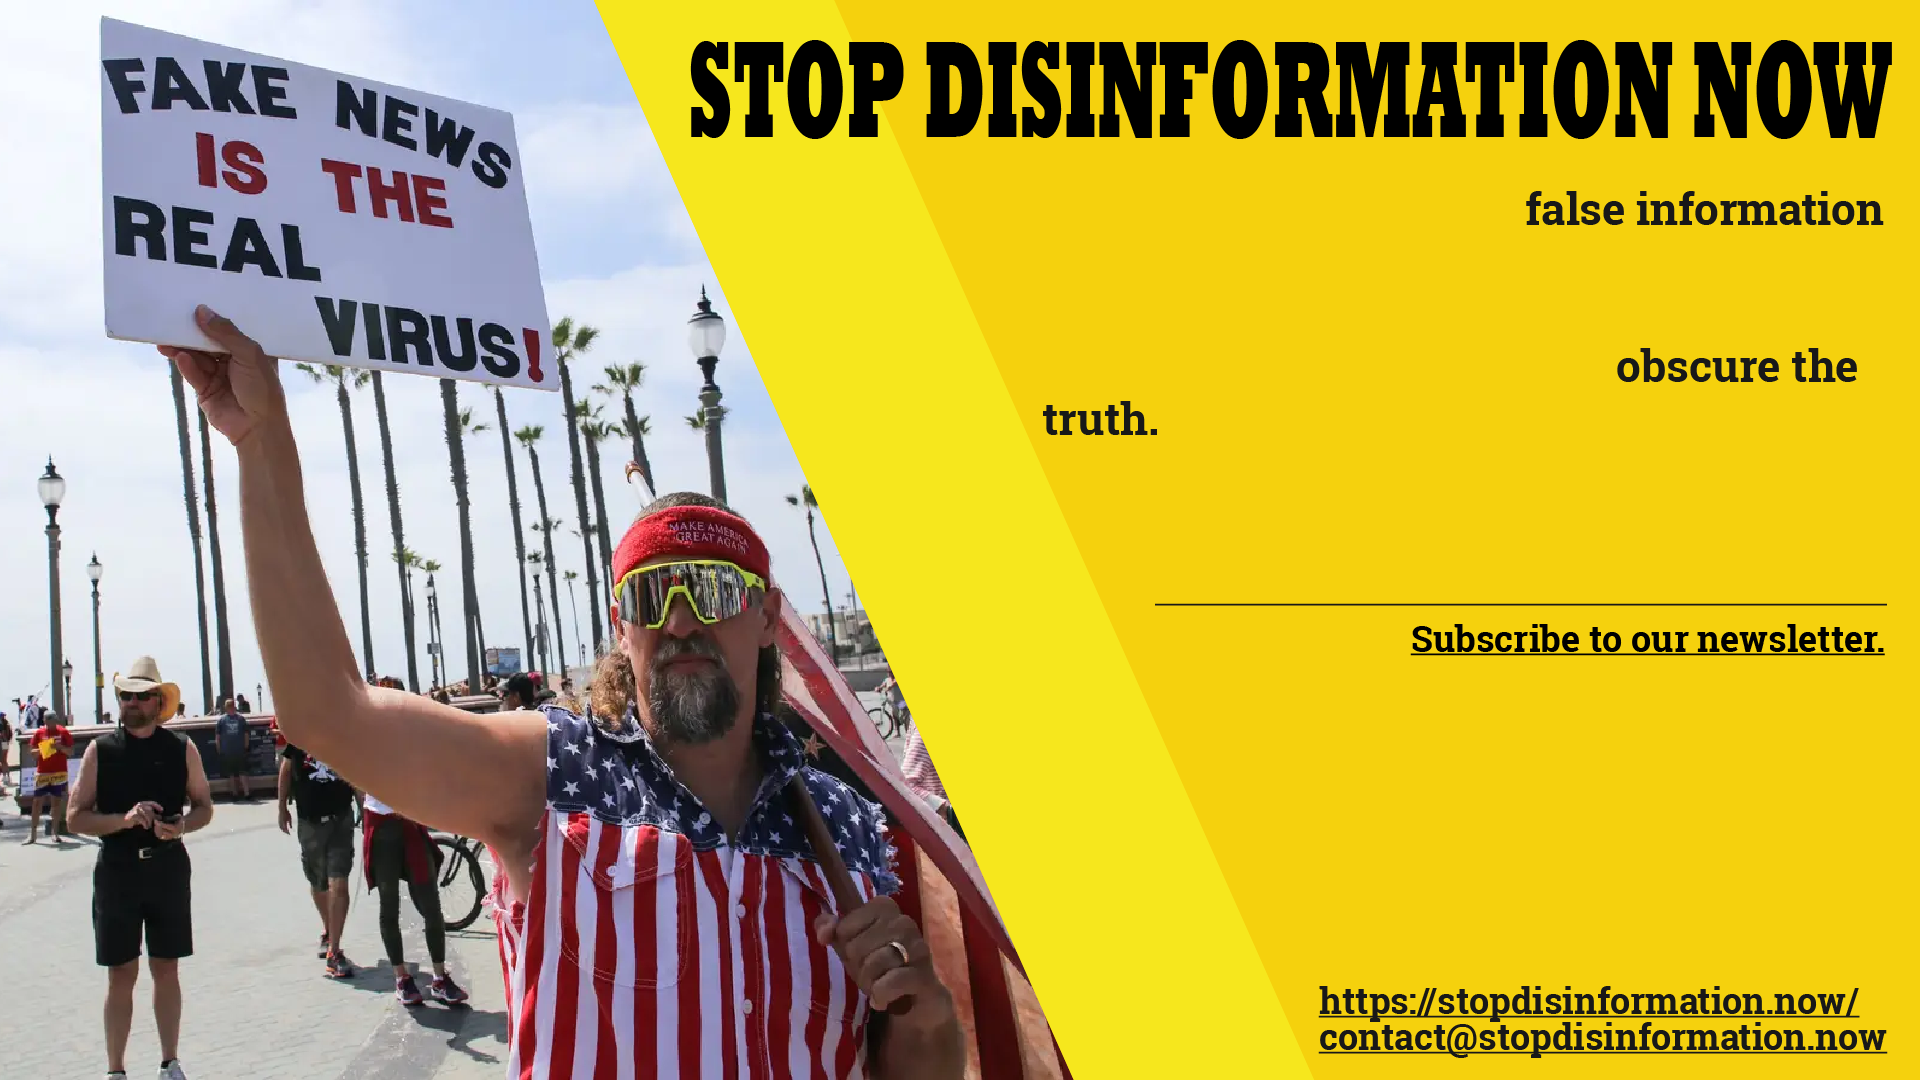 FAKE NEWS
IS THE
REAL
VIRUS!
MAKE AMERICA
GREAT AGAIN
STOP DISINFORMATION NOW
false information
obscure the
truth.
Subscribe to our newsletter.
https://stopdisinformation.now/
contact@stopdisinformation.now